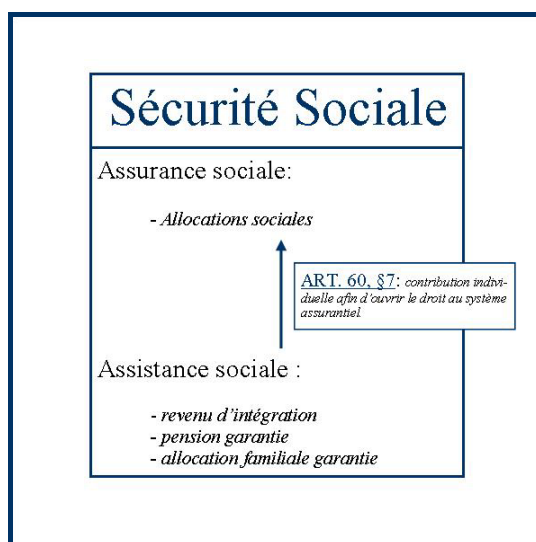 Sécurité Sociale
Assurance sociale:
- Allocations sociales
ART. 60, §7: contribution indivi-
duelle afin d'ouvrir le droit au système
assurantiel.
Assistance sociale :
- revenu d'intégration
- pension garantie
- allocation familiale garantie